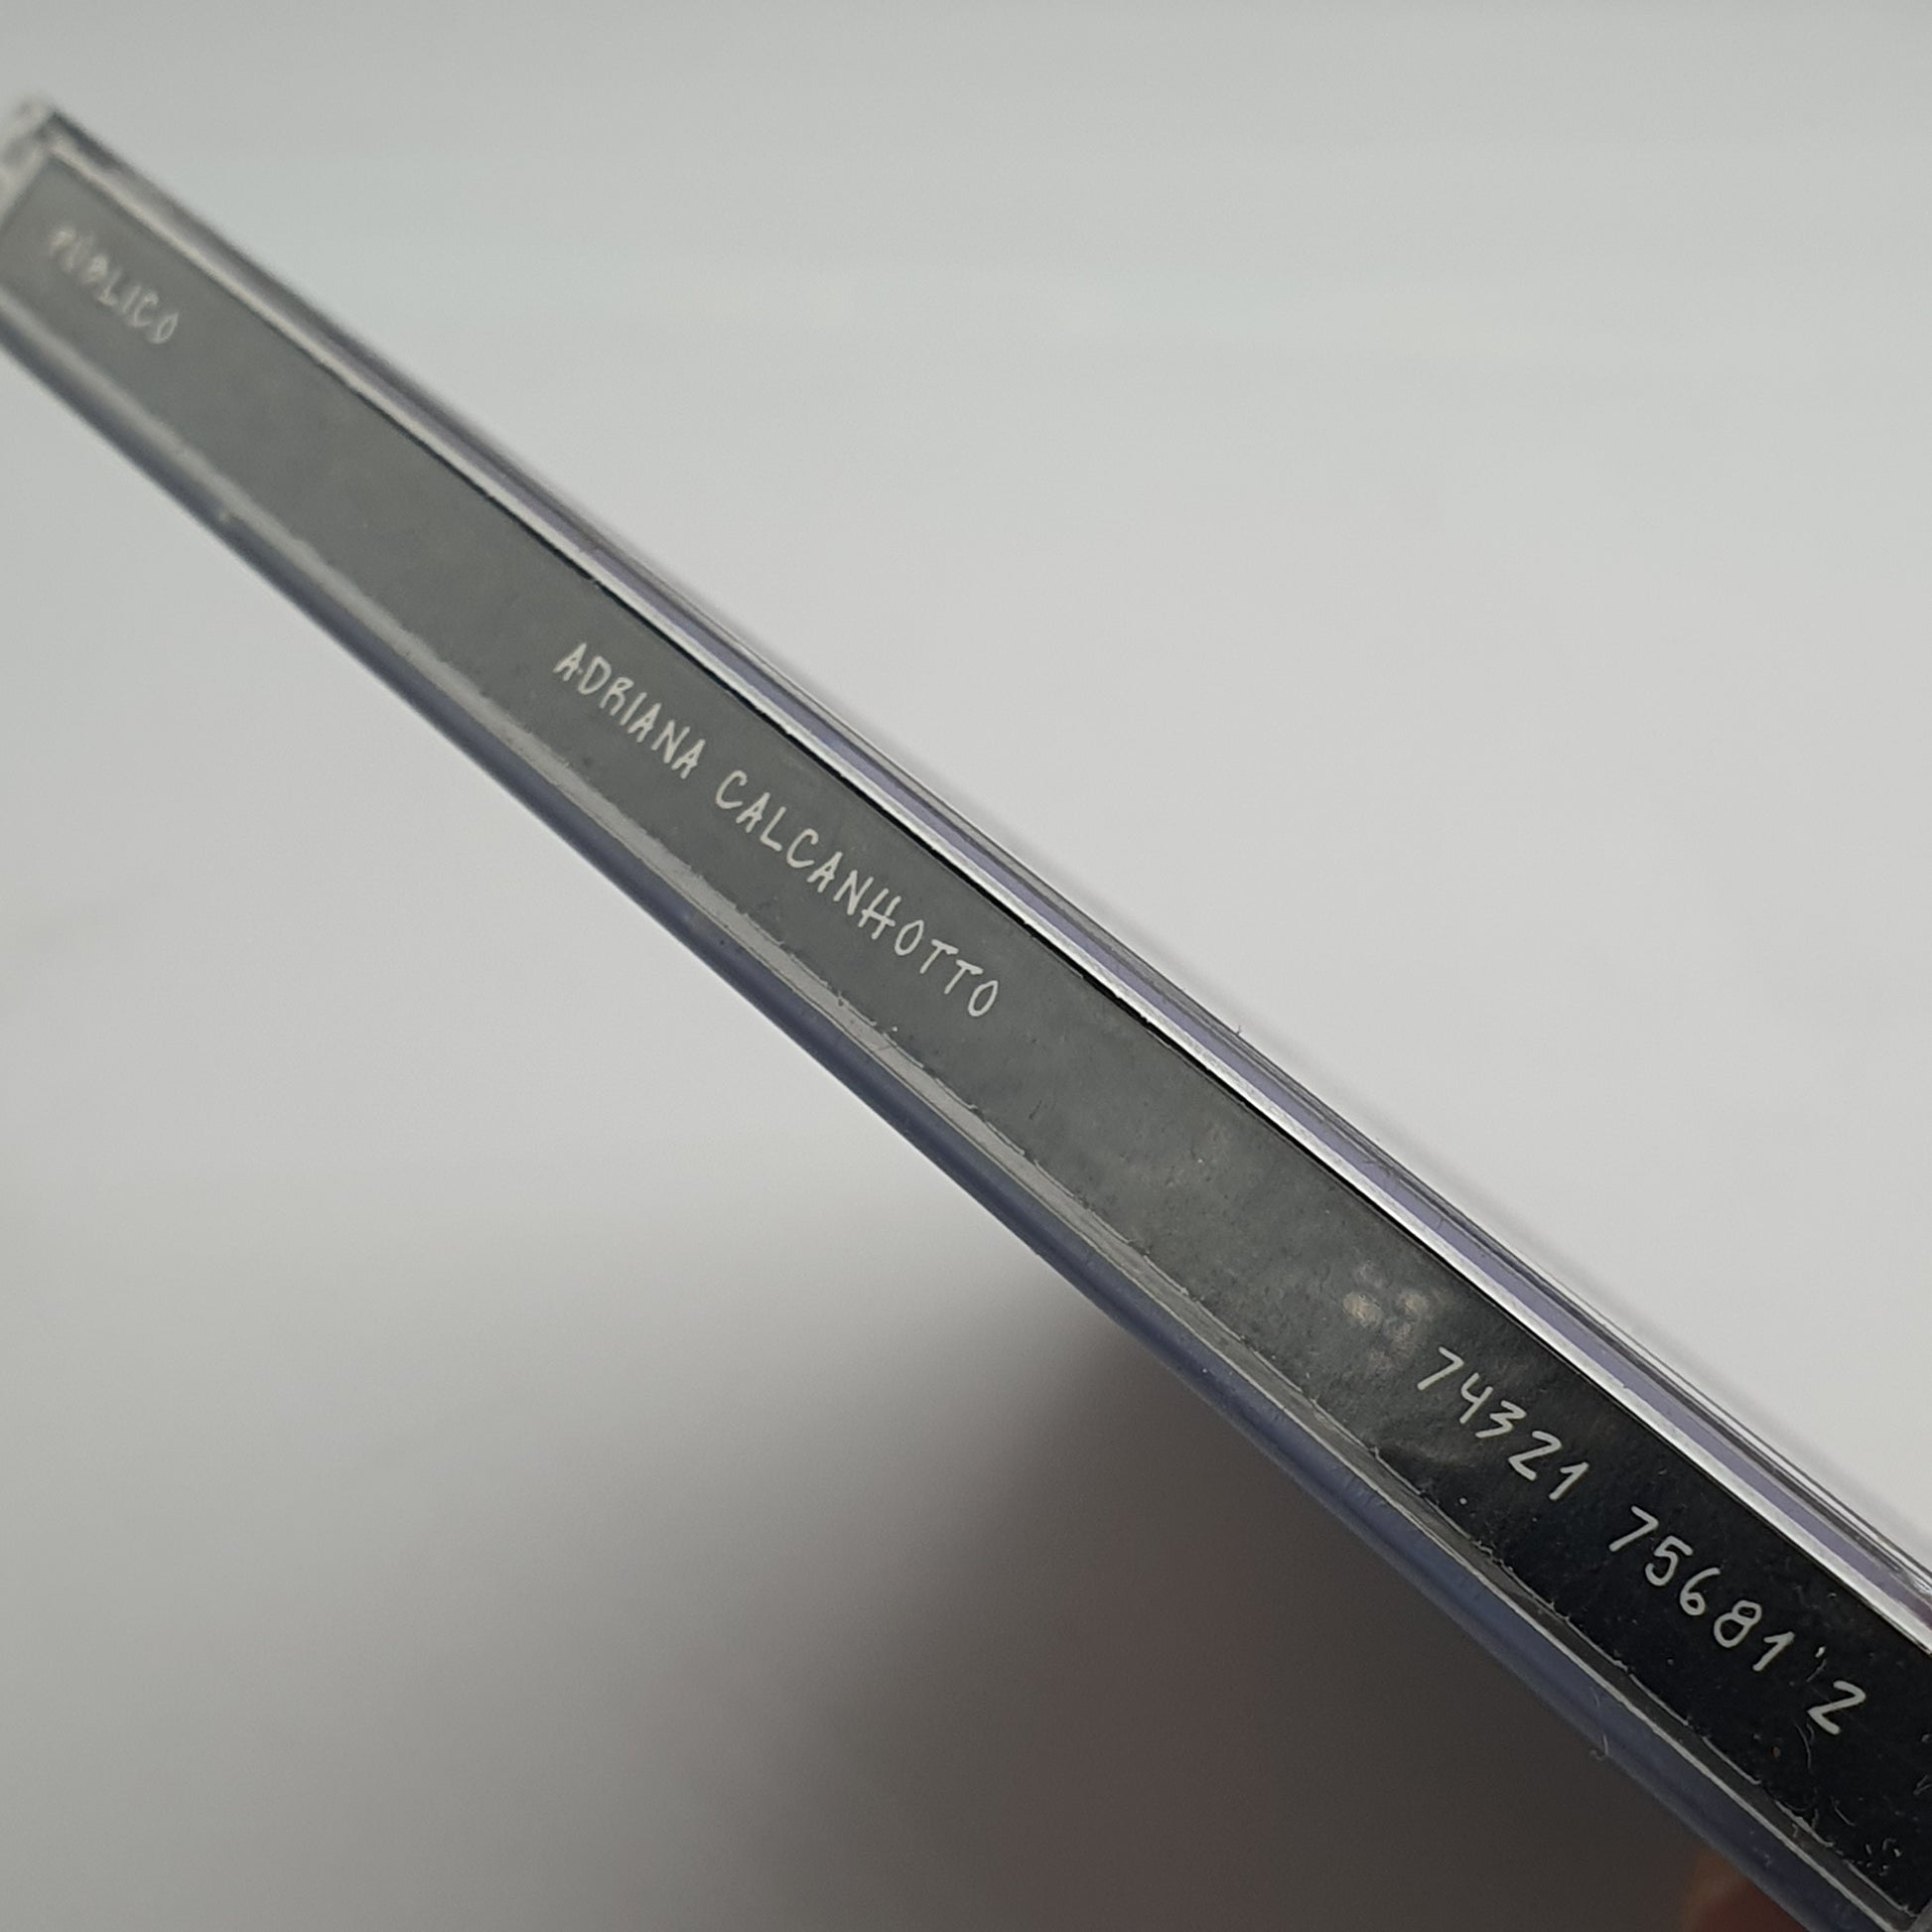 PÚBLICO
ADRIANA CALCANHOTTO
74321 75681 2